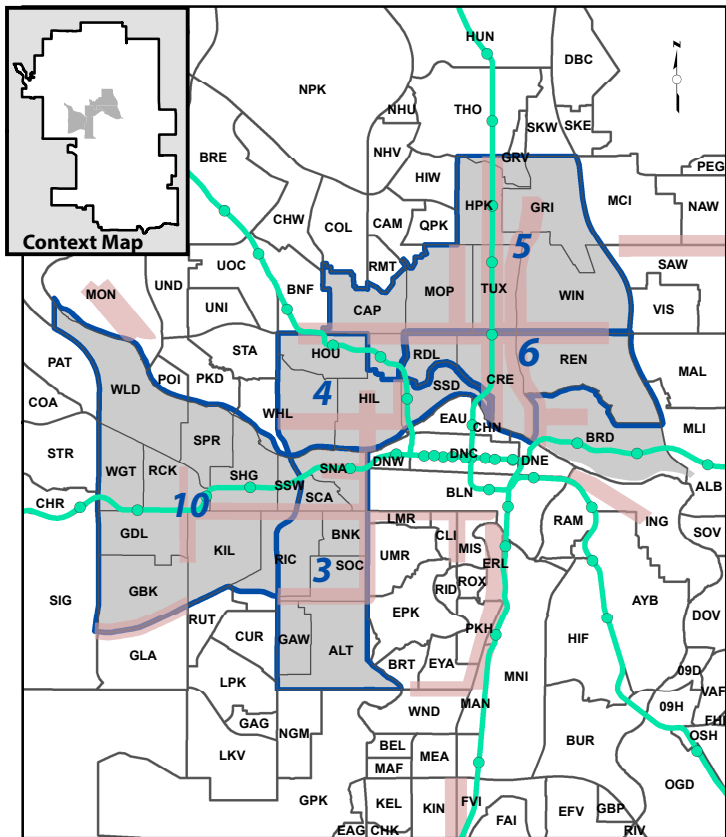 HUN
DBC
NPK
NHU
THO
SKW
SKE
BRE
NHV
GRV
PEG
HIW
CHW
COL
CAM
QPK
HPK
GRI
MCI
NAW
Context Map
5
UOC
RMT
SAW
MON
UND
BNF
CAP
MOP
TUX
WIN
VIS
UNI
STA
HOU
RDL
6
REN
PAT
WLD
POI
PKD
SSD
CRE
MAL
COA
WHL
4
HIL
EAU
CHN
BRD
MLI
STR
SPR
WGT
RCK
SHG
SSW
SNA
DNW
DNC
DNE
ALB
CHR
10
SCA
BLN
GDL
KIL
RIC
BNK
LMR
CLI
MIS
RAM
ING
SOV
3
SOC
UMR
ERL
SIG
GBK
RUT
RID
ROX
AYB
DOV
CUR
GAW
ALT
EPK
PKH
HIF
GLA
BRT
EYA
MNI
09D
LPK
WND
MAN
09H
VAF
FHI
GAG
NGM
OSH
LKV
BEL
MEA
BUR
MAF
OGD
GPK
KEL
KIN
FVI
FAI
EFV
GBP
EAG
CHK
RIV